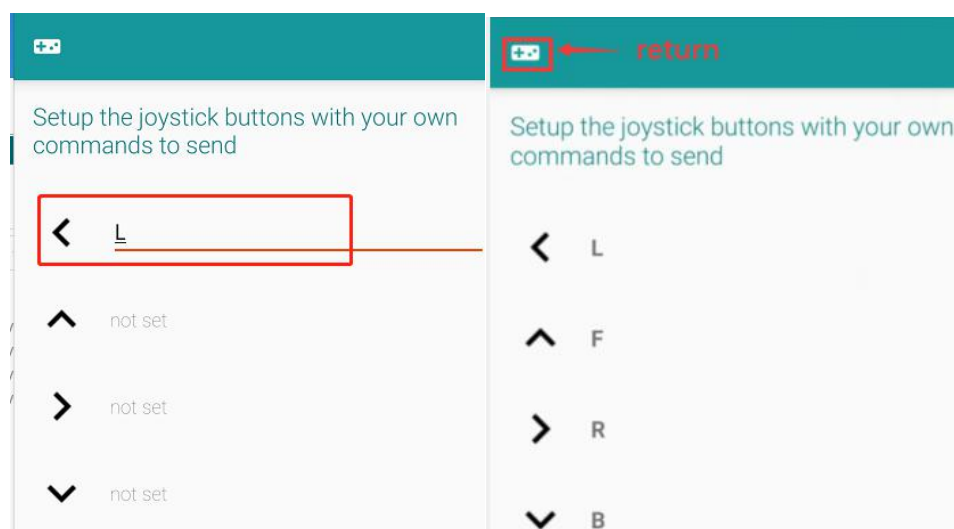 Setup the joystick buttons with your own
commands to send
L
not set
not set
not set
return
Setup the joystick buttons with your own
commands to send
L
F
R
B